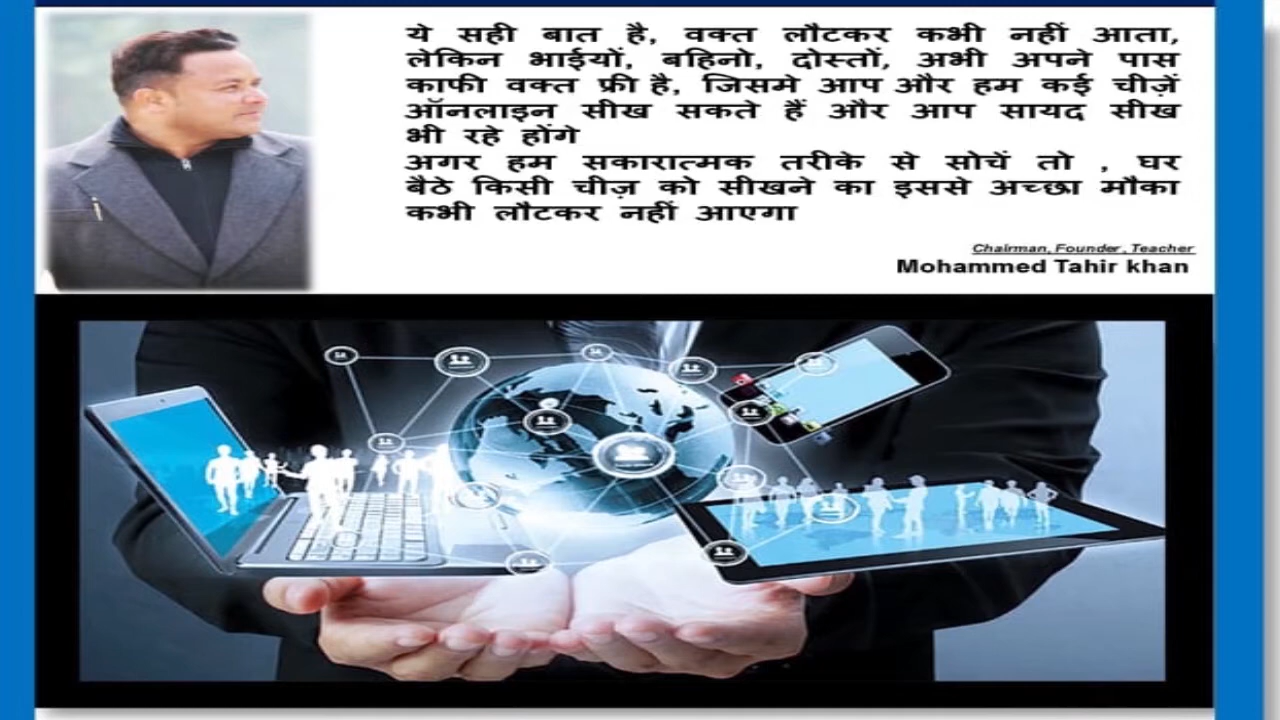 ये सही बात है, वक्त लौटकर कभी नहीं आता,
लेकिन भाईयों, बहिनो, दोस्तों, अभी अपने पास
काफी वक्त फ्री है, जिसमे आप और हम कई चीज़ें
ऑनलाइन सीख सकते हैं और आप सायद सीख
भी रहे होंगे
अगर हम सकारात्मक तरीके से सोचें तो , घर
बैठे किसी चीज़ को सीखने का इससे अच्छा मौका
कभी लौटकर नहीं आएगा
Chairman, Founder, Teacher
Mohammed Tahir khan